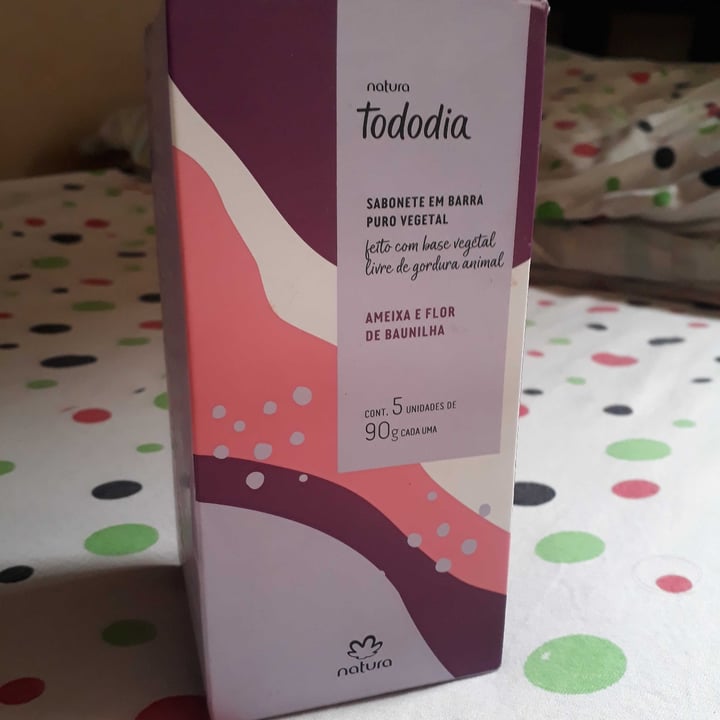 natura
tododia
SABONETE EM BARRA
PURO VEGETAL
feito com base vegetal
livre de gordura animal
AMEIXA E FLOR
DE BAUNILHA
CONT. 5 UNIDADES DE
90g CADA UMA
natura